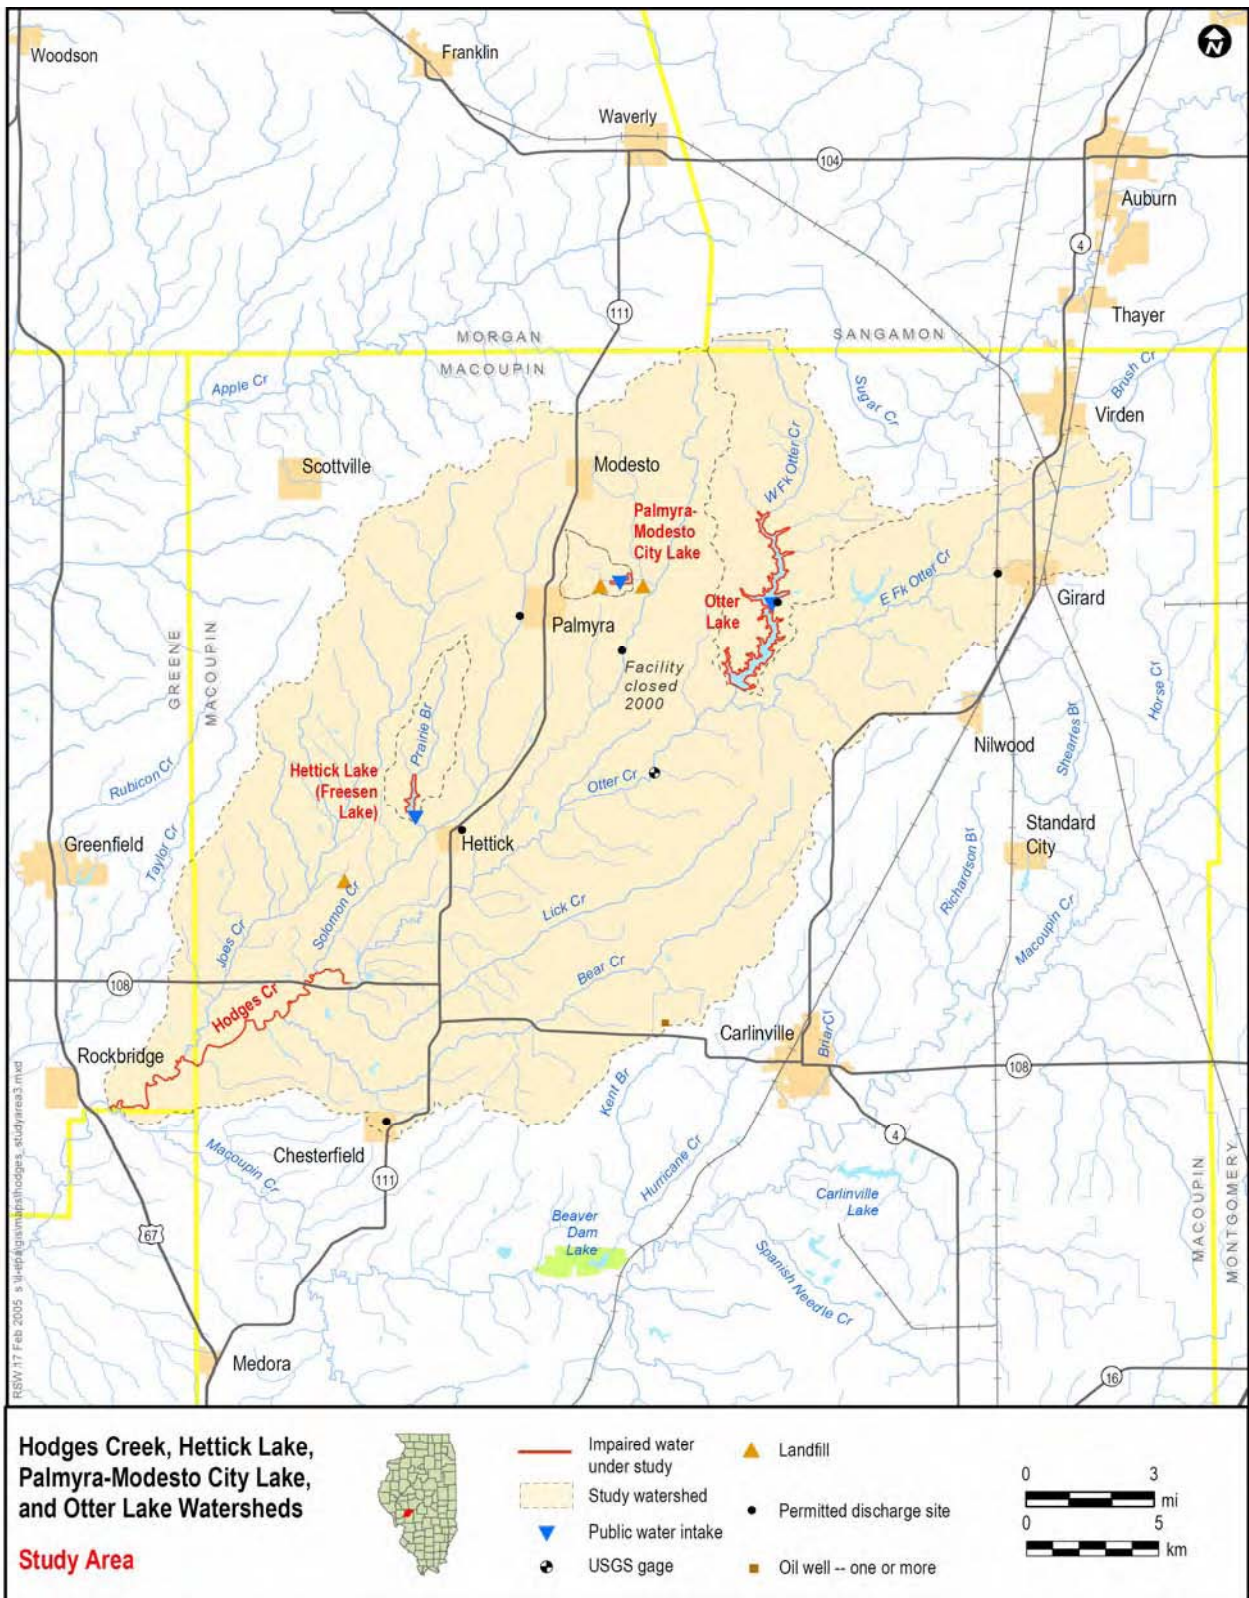 Woodson
Franklin
N
Waverly
104
Auburn
4
Thayer
111
MORGAN
SANGAMON
MACOUPIN
Apple Cr
Sugar Cr
Brush Cr
Virden
Scottville
Modesto
W Fk Otter Cr
Palmyra-
Modesto
City Lake
E Fk Otter Cr
Girard
Otter
Lake
Palmyra
GREENE
MACOUPIN
Facility
closed
2000
Horse Cr
Prairie Br
Shearles Br
Nilwood
Hettick Lake
(Freesen
Lake)
Rubicon Cr
Otter Cr
Greenfield
Taylor Cr
Hettick
Standard
City
Richardson Br
Solomon Cr
Lick Cr
Joes Cr
Macoupin Cr
Bear Cr
108
Hodges Cr
Carlinville
Briar Cr
Rockbridge
108
Kent Br
Chesterfield
4
Macoupin Cr
111
Hurricane Cr
MACOUPIN
MONTGOMERY
Carlinville
Lake
67
Beaver
Dam
Lake
Spanish Needle Cr
Medora
16
Hodges Creek, Hettick Lake,
Palmyra-Modesto City Lake,
and Otter Lake Watersheds
Study Area
Impaired water
under study
Study watershed
Public water intake
USGS gage
Landfill
Permitted discharge site
Oil well -- one or more
0 3
mi
0 5
km